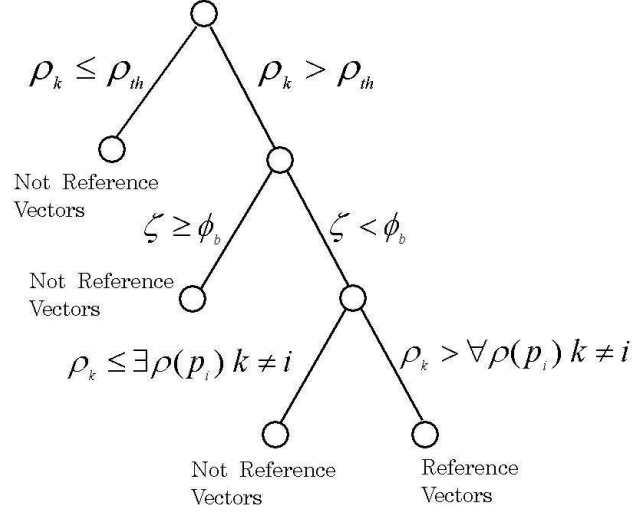 ρ_k ≤ ρ_th
ρ_k > ρ_th
Not Reference
Vectors
ζ ≥ ϕ_b
ζ < ϕ_b
Not Reference
Vectors
ρ_k ≤ ∃ρ(p_i) k ≠ i
ρ_k > ∀ρ(p_i) k ≠ i
Not Reference
Vectors
Reference
Vectors